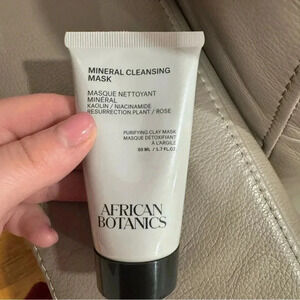 MINERAL CLEANSING
MASK
MASQUE NETTOYANT
MINÉRAL
KAOLIN / NIACINAMIDE
RESURRECTION PLANT / ROSE
PURIFYING CLAY MASK
MASQUE DÉTOXIFIANT
À L'ARGILE
50 ML / 1.7 FL.OZ
AFRICAN
BOTANICS